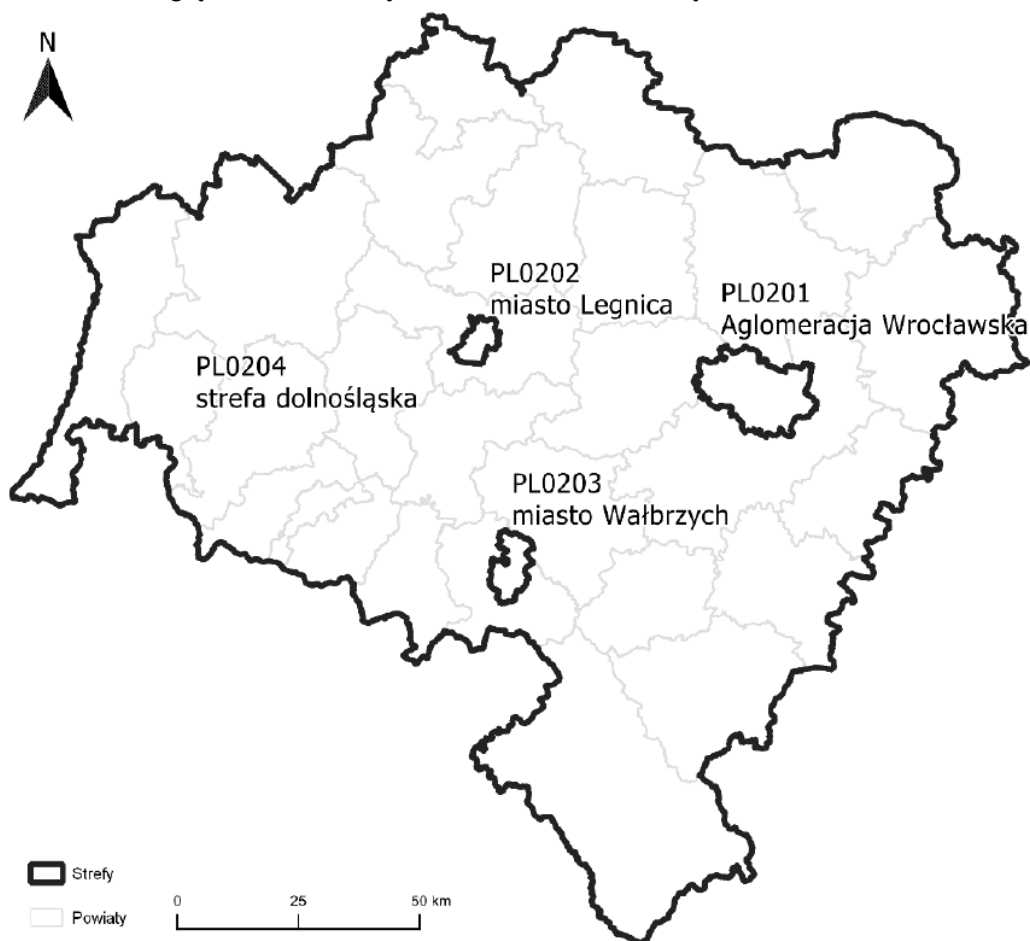 N
PL0202
miasto Legnica
PL0201
Aglomeracja Wrocławska
PL0204
strefa dolnośląska
PL0203
miasto Wałbrzych
Strefy
Powiaty
0 25 50 km